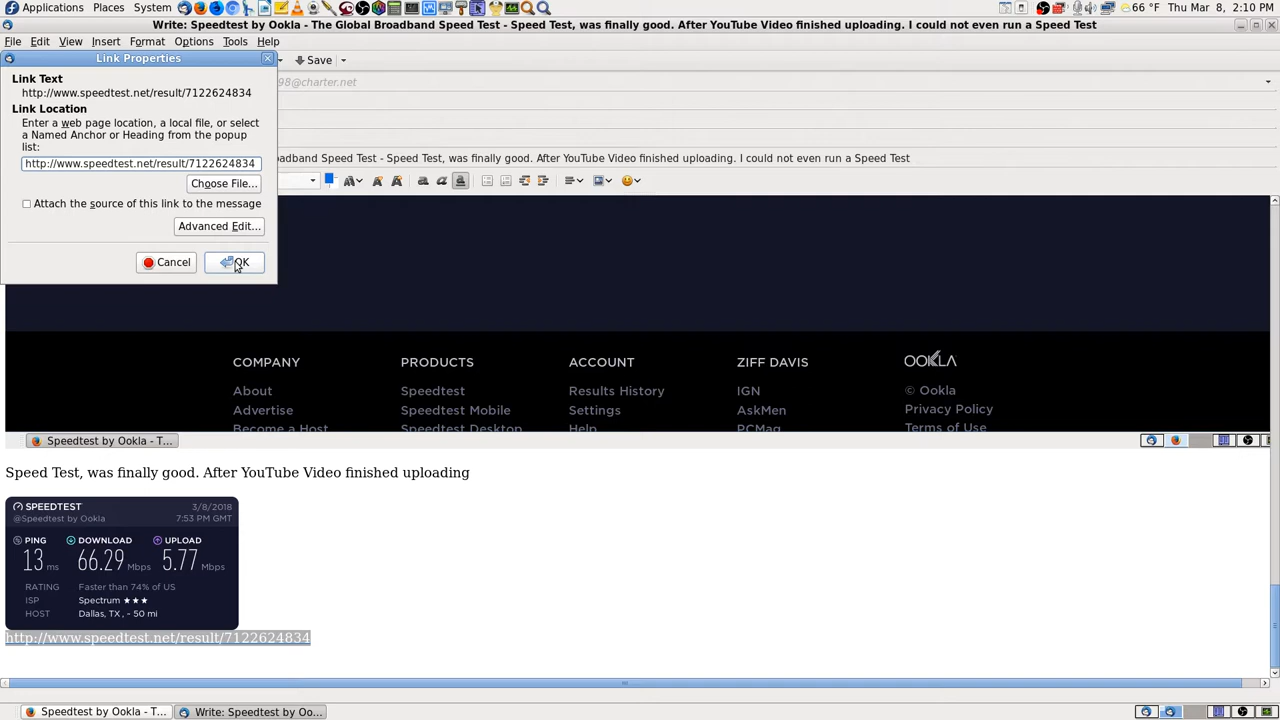 Applications Places System 66 °F Thu Mar 8, 2:10 PM
Write: Speedtest by Ookla - The Global Broadband Speed Test - Speed Test, was finally good. After YouTube Video finished uploading. I could not even run a Speed Test
File Edit View Insert Format Options Tools Help
Link Properties
Save
Link Text
98@charter.net
http://www.speedtest.net/result/7122624834
Link Location
Enter a web page location, a local file, or select
a Named Anchor or Heading from the popup
list:
adband Speed Test - Speed Test, was finally good. After YouTube Video finished uploading. I could not even run a Speed Test
http://www.speedtest.net/result/7122624834
Choose File...
Attach the source of this link to the message
Advanced Edit...
Cancel OK
COMPANY PRODUCTS ACCOUNT ZIFF DAVIS OOKLA
About Speedtest Results History IGN © Ookla
Advertise Speedtest Mobile Settings AskMen Privacy Policy
Become a Host Speedtest Desktop Help PCMag Terms of Use
Speedtest by Ookla - T...
Speed Test, was finally good. After YouTube Video finished uploading
SPEEDTEST 3/8/2018
@Speedtest by Ookla 7:53 PM GMT
PING DOWNLOAD UPLOAD
13 ms 66.29 Mbps 5.77 Mbps
RATING Faster than 74% of US
ISP Spectrum ★★★
HOST Dallas, TX , ~ 50 mi
http://www.speedtest.net/result/7122624834
Speedtest by Ookla - T... Write: Speedtest by Oo...